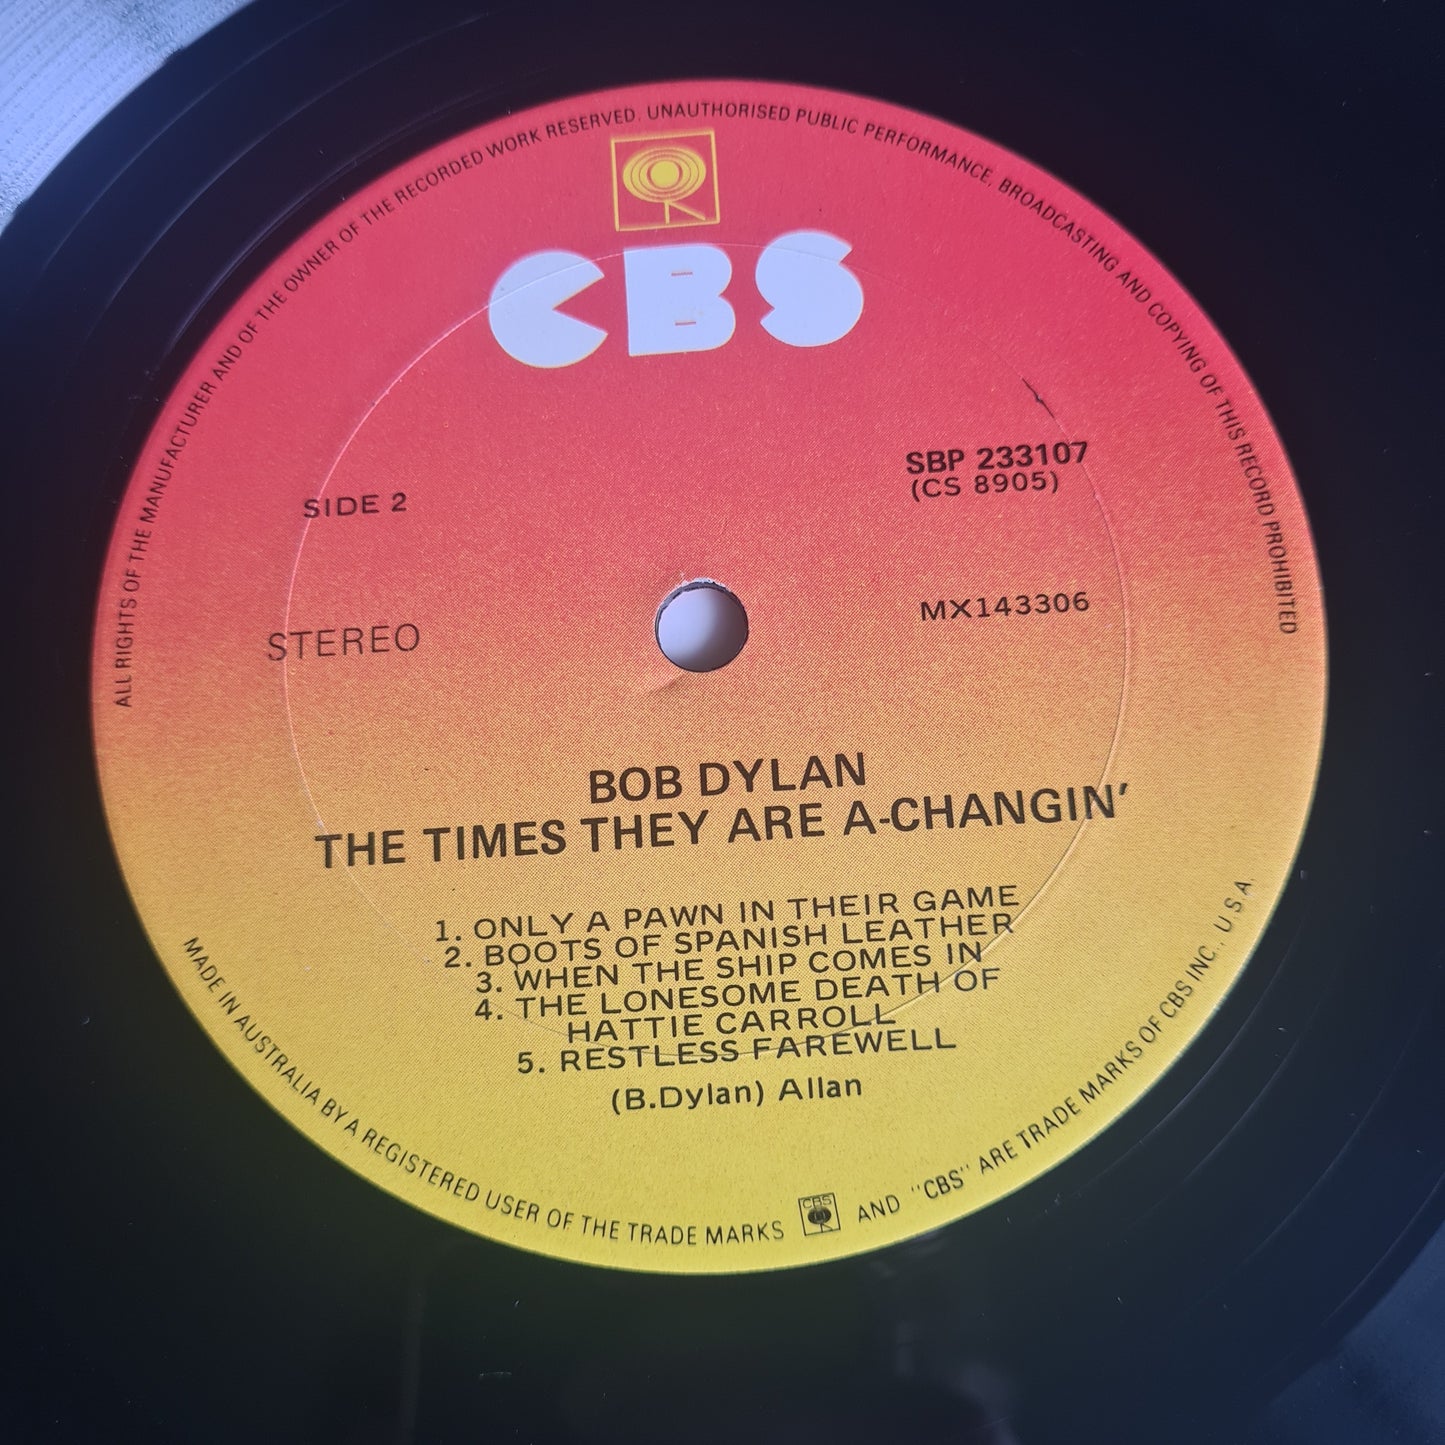 ALL RIGHTS OF THE MANUFACTURER AND OF THE OWNER OF THE RECORDED WORK RESERVED. UNAUTHORISED PUBLIC PERFORMANCE, BROADCASTING AND COPYING OF THIS RECORD PROHIBITED
CBS
SBP 233107
(CS 8905)
SIDE 2
MX143306
STEREO
BOB DYLAN
THE TIMES THEY ARE A-CHANGIN'
1. ONLY A PAWN IN THEIR GAME
2. BOOTS OF SPANISH LEATHER
3. WHEN THE SHIP COMES IN
4. THE LONESOME DEATH OF
HATTIE CARROLL
5. RESTLESS FAREWELL
(B.Dylan) Allan
MADE IN AUSTRALIA BY A REGISTERED USER OF THE TRADE MARKS CBS AND "CBS" ARE TRADE MARKS OF CBS INC., U.S.A.